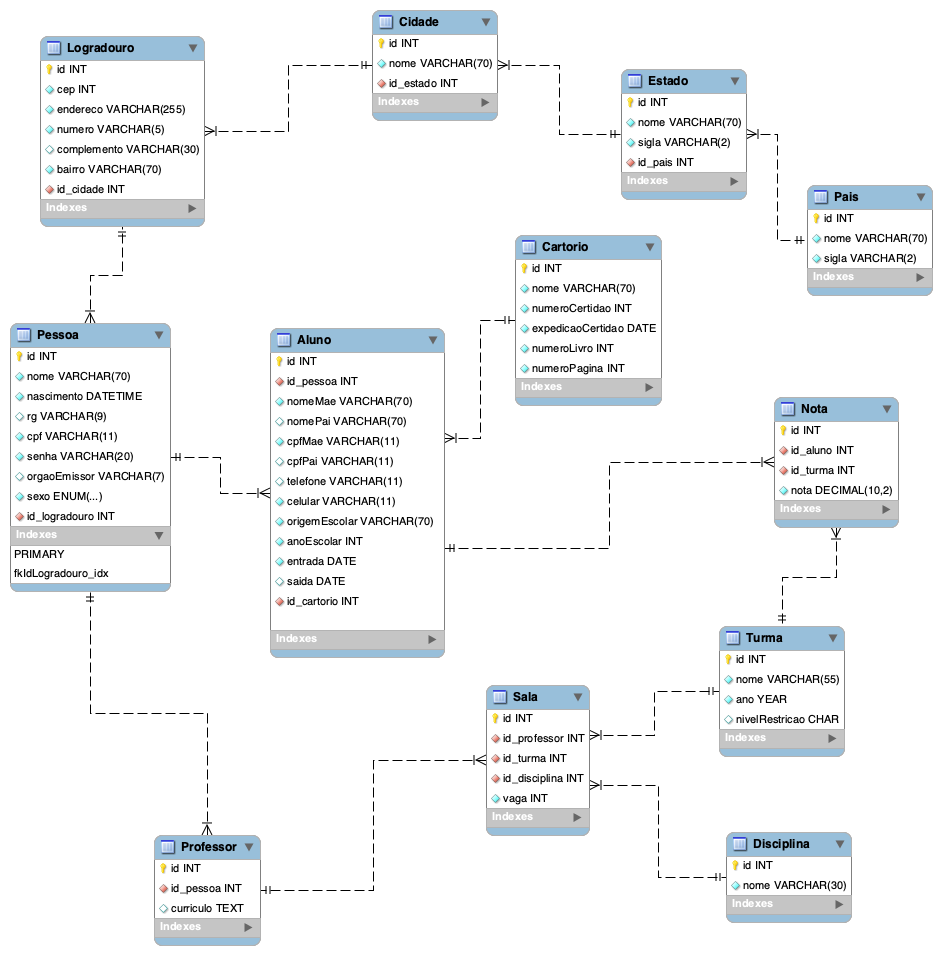 Logradouro
id INT
cep INT
endereco VARCHAR(255)
numero VARCHAR(5)
complemento VARCHAR(30)
bairro VARCHAR(70)
id_cidade INT
Indexes
Cidade
id INT
nome VARCHAR(70)
id_estado INT
Indexes
Estado
id INT
nome VARCHAR(70)
sigla VARCHAR(2)
id_pais INT
Indexes
Pais
id INT
nome VARCHAR(70)
sigla VARCHAR(2)
Indexes
Cartorio
id INT
nome VARCHAR(70)
numeroCertidao INT
expedicaoCertidao DATE
numeroLivro INT
numeroPagina INT
Indexes
Pessoa
id INT
nome VARCHAR(70)
nascimento DATETIME
rg VARCHAR(9)
cpf VARCHAR(11)
senha VARCHAR(20)
orgaoEmissor VARCHAR(7)
sexo ENUM(...)
id_logradouro INT
Indexes
PRIMARY
fkIdLogradouro_idx
Aluno
id INT
id_pessoa INT
nomeMae VARCHAR(70)
nomePai VARCHAR(70)
cpfMae VARCHAR(11)
cpfPai VARCHAR(11)
telefone VARCHAR(11)
celular VARCHAR(11)
origemEscolar VARCHAR(70)
anoEscolar INT
entrada DATE
saida DATE
id_cartorio INT
Indexes
Nota
id INT
id_aluno INT
id_turma INT
nota DECIMAL(10,2)
Indexes
Turma
id INT
nome VARCHAR(55)
ano YEAR
nivelRestricao CHAR
Indexes
Sala
id INT
id_professor INT
id_turma INT
id_disciplina INT
vaga INT
Indexes
Professor
id INT
id_pessoa INT
curriculo TEXT
Indexes
Disciplina
id INT
nome VARCHAR(30)
Indexes